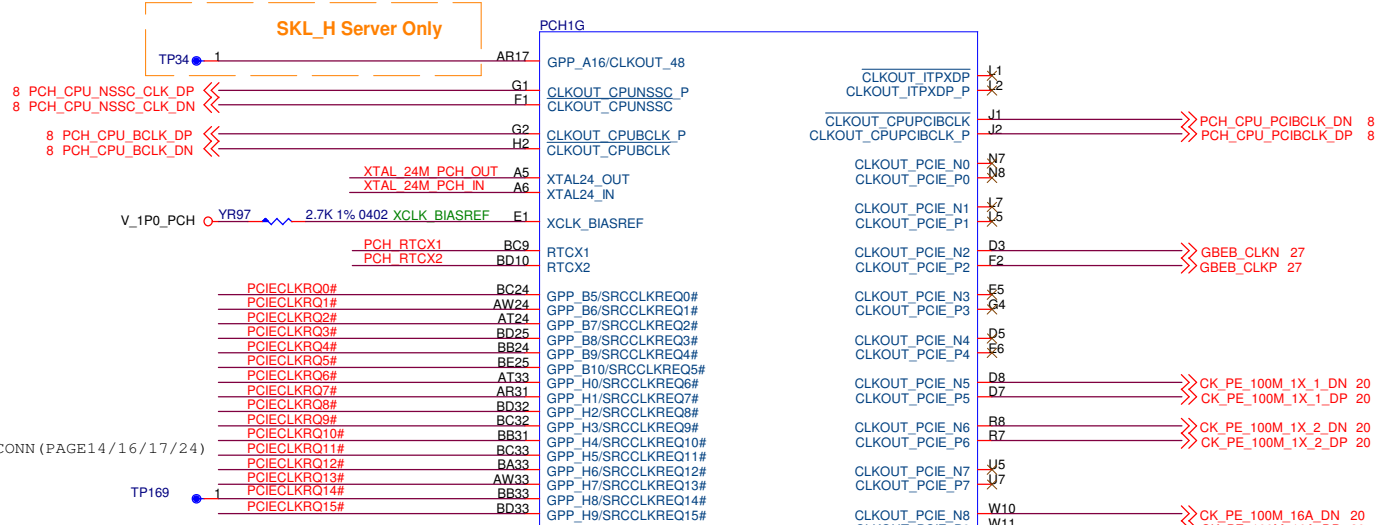 SKL_H Server Only
PCH1G
TP34 1 AR17 GPP_A16/CLKOUT_48
CLKOUT_ITPXDP L1
CLKOUT_ITPXDP_P L2
8 PCH_CPU_NSSC_CLK_DP G1 CLKOUT_CPUNSSC_P
8 PCH_CPU_NSSC_CLK_DN F1 CLKOUT_CPUNSSC
CLKOUT_CPUPCIBCLK J1 PCH_CPU_PCIBCLK_DN 8
CLKOUT_CPUPCIBCLK_P J2 PCH_CPU_PCIBCLK_DP 8
8 PCH_CPU_BCLK_DP G2 CLKOUT_CPUBCLK_P
8 PCH_CPU_BCLK_DN H2 CLKOUT_CPUBCLK
CLKOUT_PCIE_N0 N7
CLKOUT_PCIE_P0 N8
XTAL_24M_PCH_OUT A5 XTAL24_OUT
XTAL_24M_PCH_IN A6 XTAL24_IN
CLKOUT_PCIE_N1 L7
CLKOUT_PCIE_P1 L5
V_1P0_PCH YR97 2.7K 1% 0402 XCLK_BIASREF E1 XCLK_BIASREF
PCH_RTCX1 BC9 RTCX1
PCH_RTCX2 BD10 RTCX2
CLKOUT_PCIE_N2 D3 GBEB_CLKN 27
CLKOUT_PCIE_P2 F2 GBEB_CLKP 27
PCIECLKRQ0# BC24 GPP_B5/SRCCLKREQ0#
PCIECLKRQ1# AW24 GPP_B6/SRCCLKREQ1#
PCIECLKRQ2# AT24 GPP_B7/SRCCLKREQ2#
PCIECLKRQ3# BD25 GPP_B8/SRCCLKREQ3#
PCIECLKRQ4# BB24 GPP_B9/SRCCLKREQ4#
PCIECLKRQ5# BE25 GPP_B10/SRCCLKREQ5#
PCIECLKRQ6# AT33 GPP_H0/SRCCLKREQ6#
PCIECLKRQ7# AR31 GPP_H1/SRCCLKREQ7#
PCIECLKRQ8# BD32 GPP_H2/SRCCLKREQ8#
PCIECLKRQ9# BC32 GPP_H3/SRCCLKREQ9#
PCIECLKRQ10# BB31 GPP_H4/SRCCLKREQ10#
CONN(PAGE14/16/17/24) PCIECLKRQ11# BC33 GPP_H5/SRCCLKREQ11#
PCIECLKRQ12# BA33 GPP_H6/SRCCLKREQ12#
PCIECLKRQ13# AW33 GPP_H7/SRCCLKREQ13#
TP169 1 PCIECLKRQ14# BB33 GPP_H8/SRCCLKREQ14#
PCIECLKRQ15# BD33 GPP_H9/SRCCLKREQ15#
CLKOUT_PCIE_N3 E5
CLKOUT_PCIE_P3 G4
CLKOUT_PCIE_N4 D5
CLKOUT_PCIE_P4 E6
CLKOUT_PCIE_N5 D8 CK_PE_100M_1X_1_DN 20
CLKOUT_PCIE_P5 D7 CK_PE_100M_1X_1_DP 20
CLKOUT_PCIE_N6 R8 CK_PE_100M_1X_2_DN 20
CLKOUT_PCIE_P6 R7 CK_PE_100M_1X_2_DP 20
CLKOUT_PCIE_N7 U5
CLKOUT_PCIE_P7 U7
CLKOUT_PCIE_N8 W10 CK_PE_100M_16A_DN 20
W11